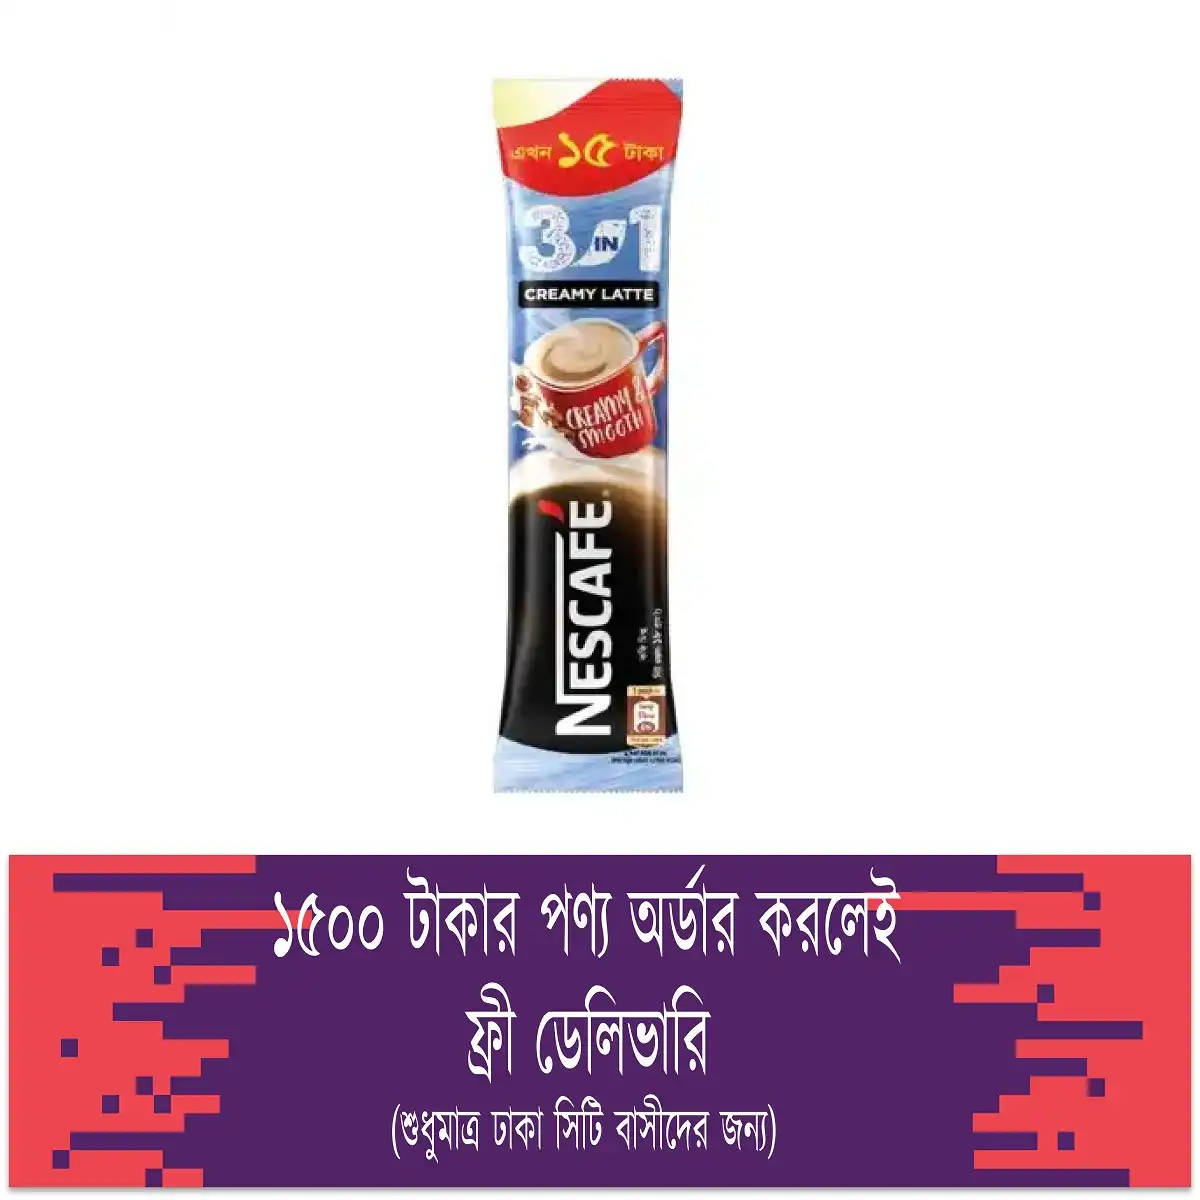 এখন ১৫ টাকা
3 IN 1
CREAMY LATTE
CREAMY &
SMOOTH
NESCAFÉ
১৫০০ টাকার পণ্য অর্ডার করলেই
ফ্রী ডেলিভারি
(শুধুমাত্র ঢাকা সিটি বাসীদের জন্য)